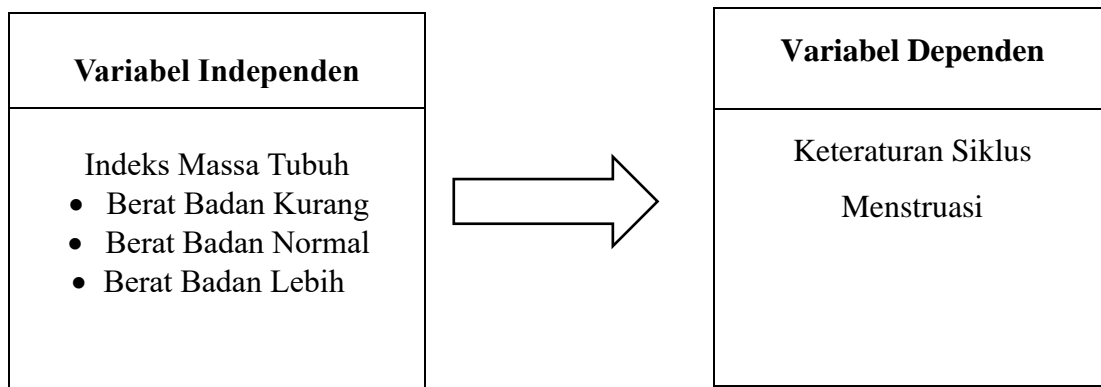 Variabel Independen
Indeks Massa Tubuh
• Berat Badan Kurang
• Berat Badan Normal
• Berat Badan Lebih
Variabel Dependen
Keteraturan Siklus
Menstruasi